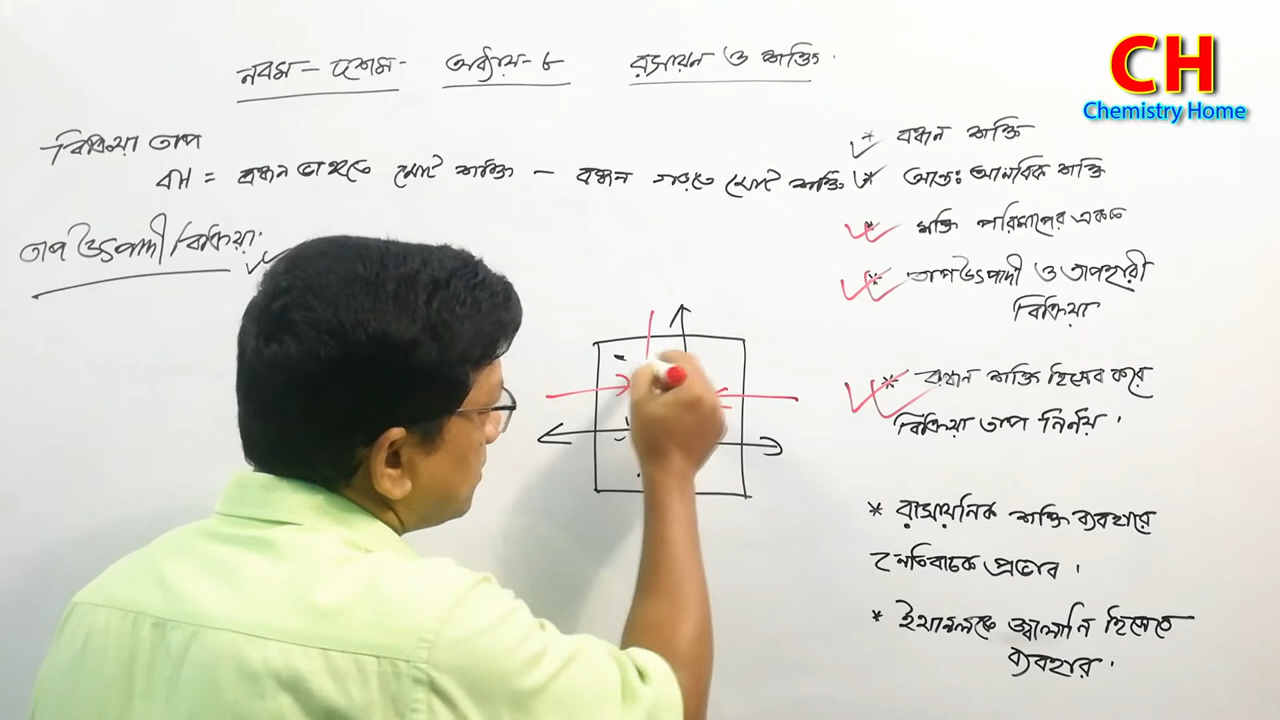 নবম - দশম - অধ্যায় - ৮ রসায়ন ও শক্তি
CH
Chemistry Home
বিক্রিয়া তাপ
ΔH = বন্ধন ভাঙতে মোট শক্তি - বন্ধন গড়তে মোট শক্তি
তাপ উৎপাদী বিক্রিয়া
* বন্ধন শক্তি
* আন্তঃ আনবিক শক্তি
* শক্তি পরিমাপের একক
* তাপউৎপাদী ও তাপহারী
বিক্রিয়া
* বন্ধন শক্তি হিসেব করে
বিক্রিয়া তাপ নির্ণয়।
* রাসায়নিক শক্তি ব্যবহারে
নেতিবাচক প্রভাব।
* ইথানলকে জ্বালানি হিসেবে
ব্যবহার।